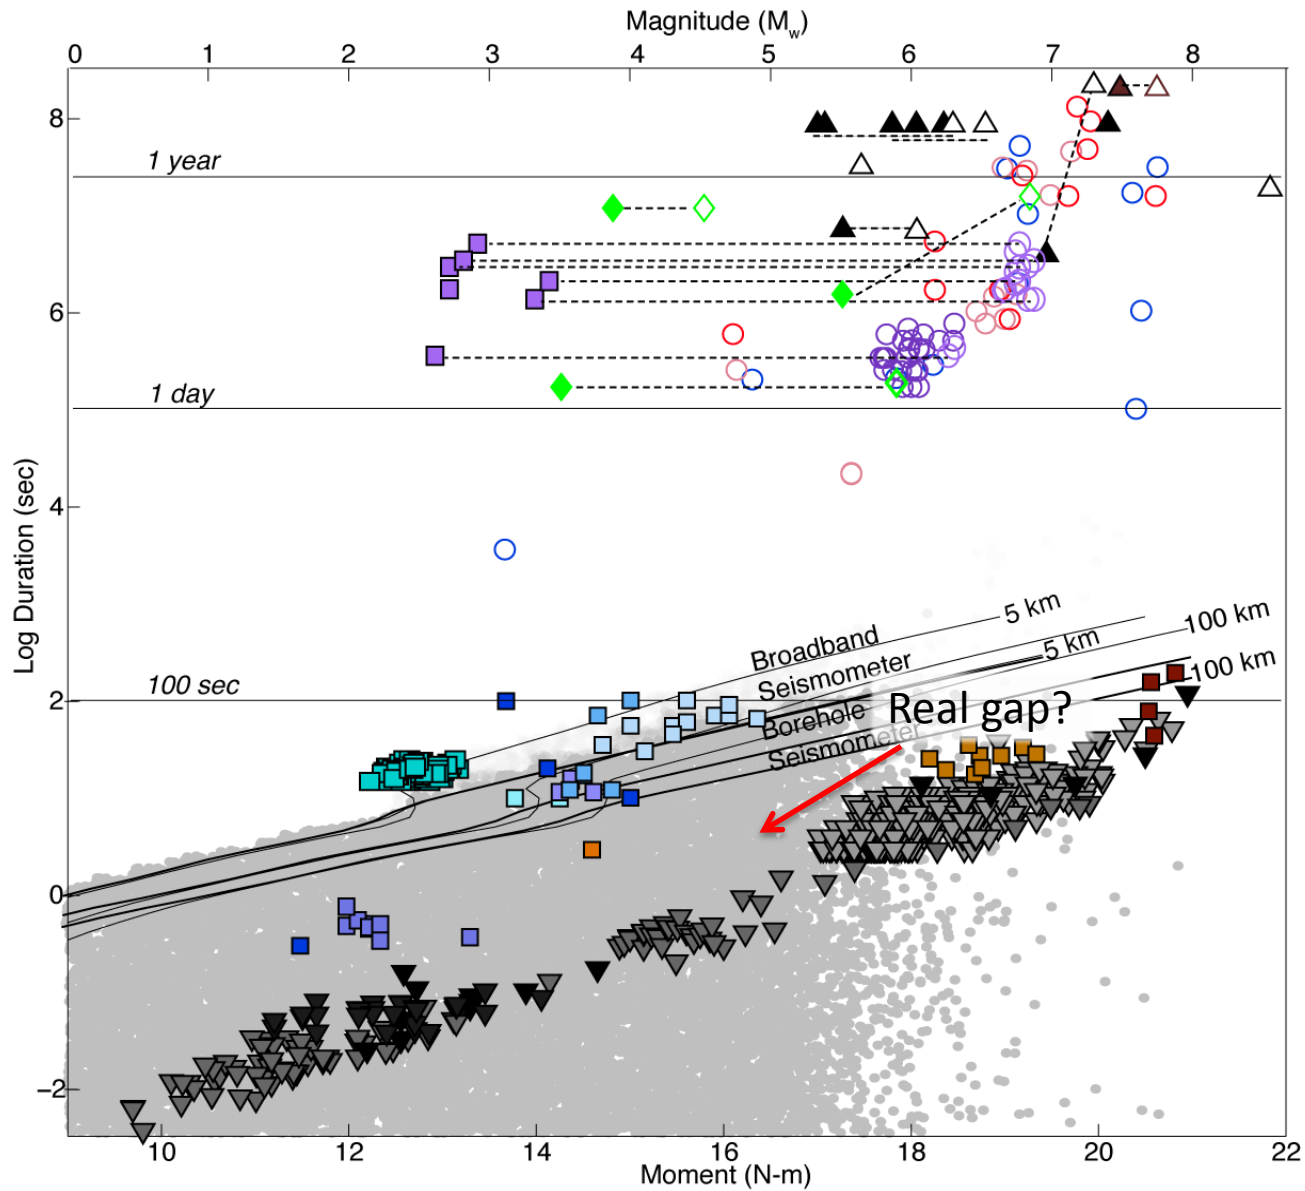 Magnitude (Mw)
0 1 2 3 4 5 6 7 8
8
1 year
6
1 day
Log Duration (sec)
4
5 km
Broadband
100 km
5 km
Seismometer
100 km
100 sec
2
Real gap?
Borehole
Seismometer
0
−2
10 12 14 16 18 20 22
Moment (N-m)